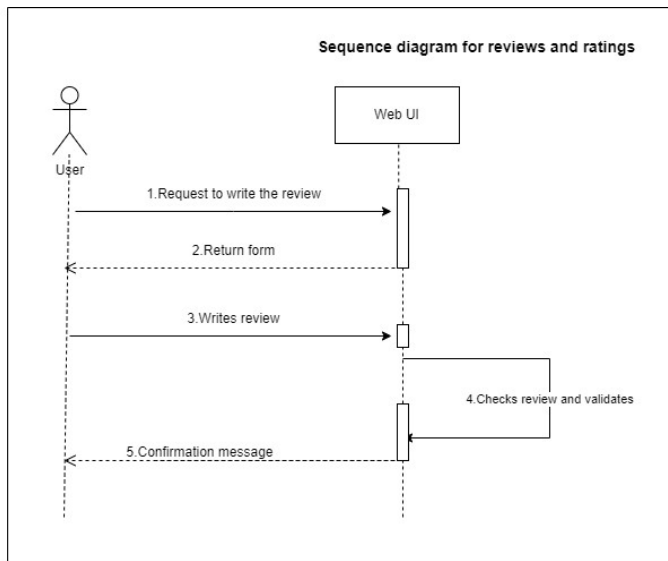 Sequence diagram for reviews and ratings
Web UI
User
1.Request to write the review
2.Return form
3.Writes review
4.Checks review and validates
5.Confirmation message